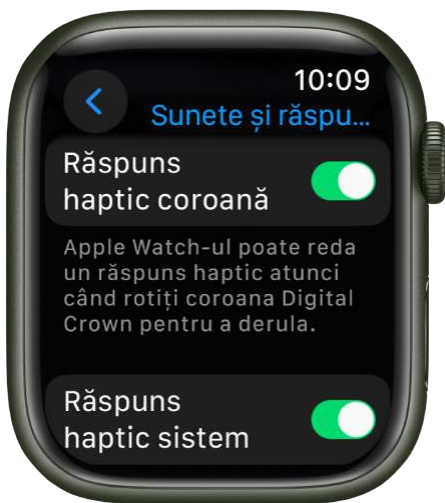 10:09
Sunete și răspu...
Răspuns
haptic coroană
Apple Watch-ul poate reda
un răspuns haptic atunci
când rotiți coroana Digital
Crown pentru a derula.
Răspuns
haptic sistem